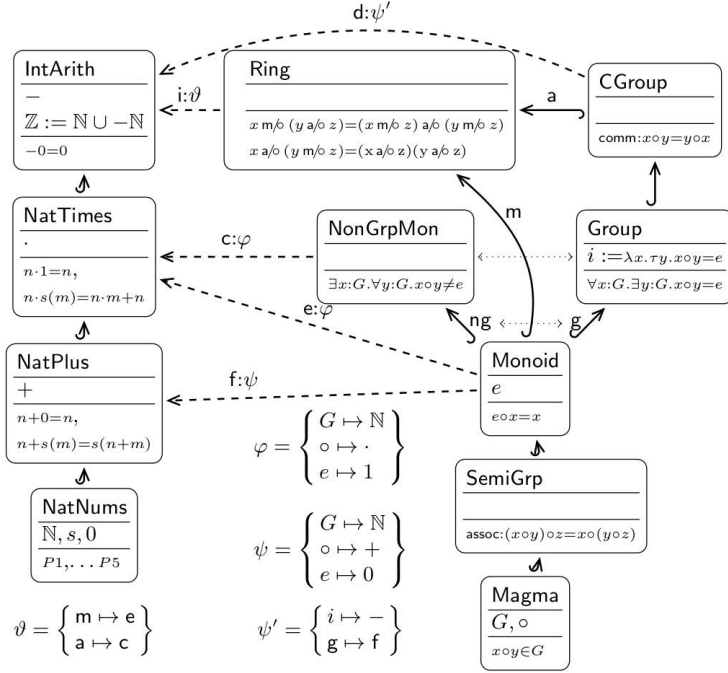 d:ψ′
IntArith
−
ℤ := ℕ ∪ −ℕ
−0=0
i:ϑ
Ring
x m/∘ (y a/∘ z)=(x m/∘ z) a/∘ (y m/∘ z)
x a/∘ (y m/∘ z)=(x a/∘ z)(y a/∘ z)
a
CGroup
comm:x∘y=y∘x
NatTimes
·
n·1=n,
n·s(m)=n·m+n
c:φ
NonGrpMon
∃x:G.∀y:G.x∘y≠e
m
Group
i :=λx.τy.x∘y=e
∀x:G.∃y:G.x∘y=e
e:φ
ng
g
NatPlus
+
n+0=n,
n+s(m)=s(n+m)
f:ψ
Monoid
e
e∘x=x
φ = { G ↦ ℕ
∘ ↦ ·
e ↦ 1 }
NatNums
ℕ, s, 0
P1,...P5
ψ = { G ↦ ℕ
∘ ↦ +
e ↦ 0 }
SemiGrp
assoc:(x∘y)∘z=x∘(y∘z)
Magma
G, ∘
x∘y∈G
ϑ = { m ↦ e
a ↦ c }
ψ′ = { i ↦ −
g ↦ f }